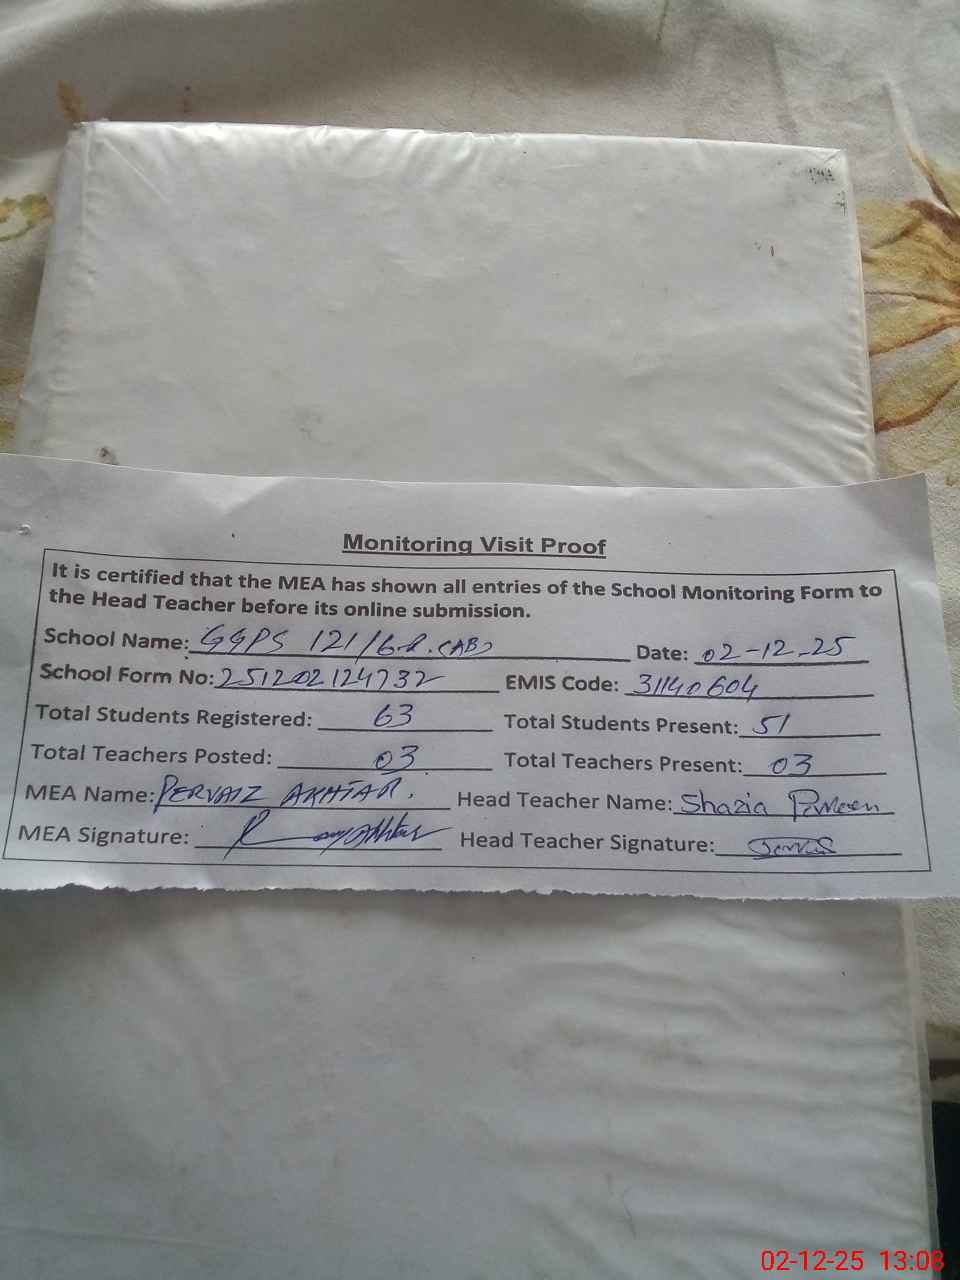 Monitoring Visit Proof
It is certified that the MEA has shown all entries of the School Monitoring Form to
the Head Teacher before its online submission.
School Name: GGPS 121/6-R. (AB) Date: 02-12-25
School Form No: 251202124732 EMIS Code: 31140604
Total Students Registered: 63 Total Students Present: 51
Total Teachers Posted: 03 Total Teachers Present: 03
MEA Name: PERVAIZ AKHTAR. Head Teacher Name: Shazia Parveen
MEA Signature: Head Teacher Signature:
02-12-25 13:08